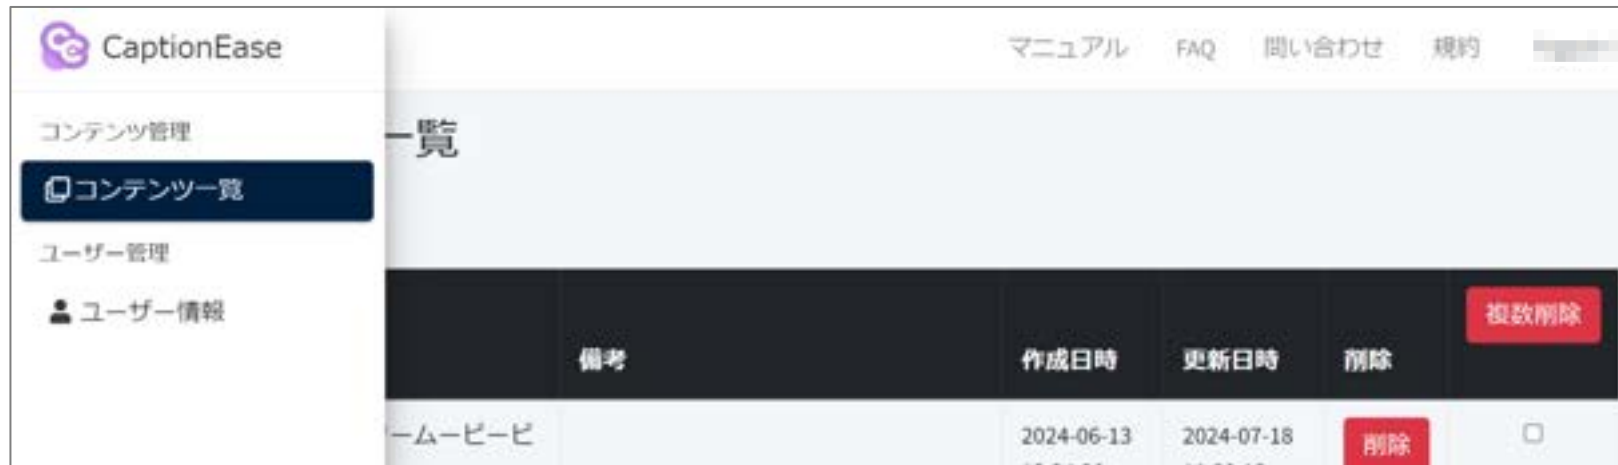 CaptionEase
マニュアル FAQ 問い合わせ 規約
コンテンツ管理
一覧
コンテンツ一覧
ユーザー管理
ユーザー情報
複数削除
備考 作成日時 更新日時 削除
ームービービ 2024-06-13 2024-07-18 削除